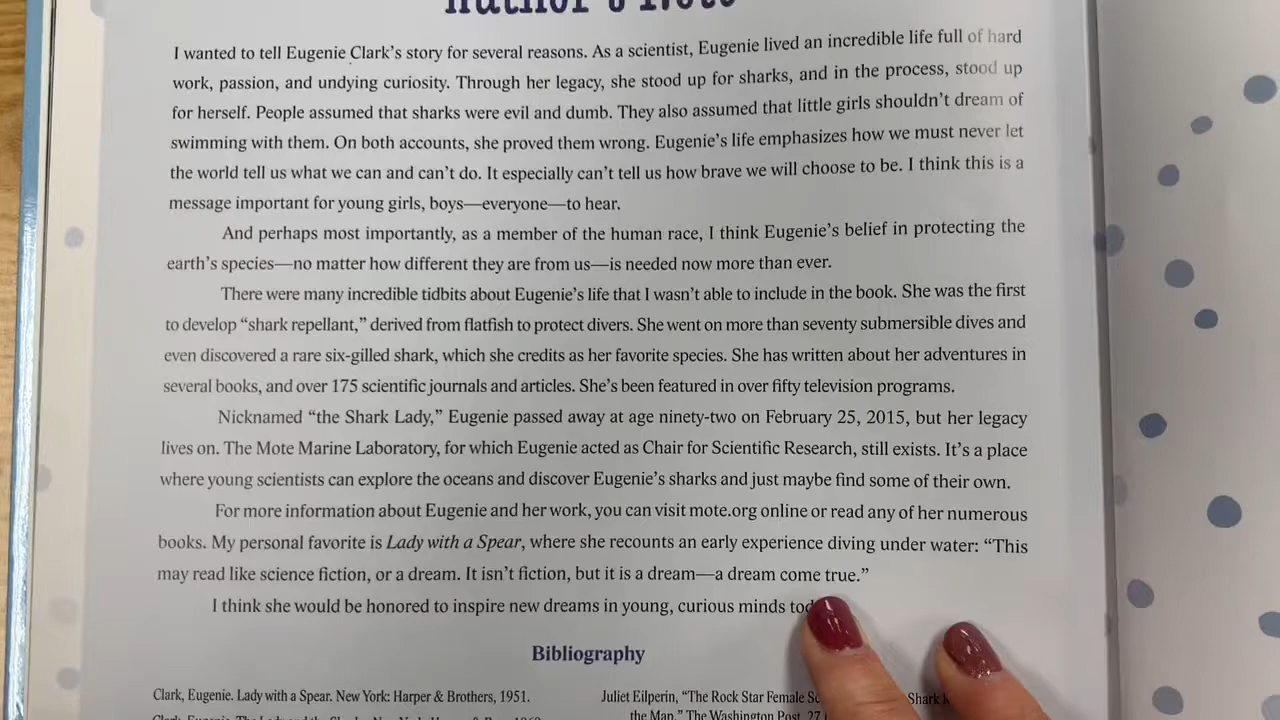 Author's Note
I wanted to tell Eugenie Clark's story for several reasons. As a scientist, Eugenie lived an incredible life full of hard
work, passion, and undying curiosity. Through her legacy, she stood up for sharks, and in the process, stood up
for herself. People assumed that sharks were evil and dumb. They also assumed that little girls shouldn't dream of
swimming with them. On both accounts, she proved them wrong. Eugenie's life emphasizes how we must never let
the world tell us what we can and can't do. It especially can't tell us how brave we will choose to be. I think this is a
message important for young girls, boys—everyone—to hear.
And perhaps most importantly, as a member of the human race, I think Eugenie's belief in protecting the
earth's species—no matter how different they are from us—is needed now more than ever.
There were many incredible tidbits about Eugenie's life that I wasn't able to include in the book. She was the first
to develop “shark repellant,” derived from flatfish to protect divers. She went on more than seventy submersible dives and
even discovered a rare six-gilled shark, which she credits as her favorite species. She has written about her adventures in
several books, and over 175 scientific journals and articles. She's been featured in over fifty television programs.
Nicknamed “the Shark Lady,” Eugenie passed away at age ninety-two on February 25, 2015, but her legacy
lives on. The Mote Marine Laboratory, for which Eugenie acted as Chair for Scientific Research, still exists. It's a place
where young scientists can explore the oceans and discover Eugenie's sharks and just maybe find some of their own.
For more information about Eugenie and her work, you can visit mote.org online or read any of her numerous
books. My personal favorite is Lady with a Spear, where she recounts an early experience diving under water: “This
may read like science fiction, or a dream. It isn't fiction, but it is a dream—a dream come true.”
I think she would be honored to inspire new dreams in young, curious minds
Bibliography
Clark, Eugenie. Lady with a Spear. New York: Harper & Brothers, 1951.
Juliet Eilperin, “The Rock Star Female Shark
the Man.” The Washington Post, 27